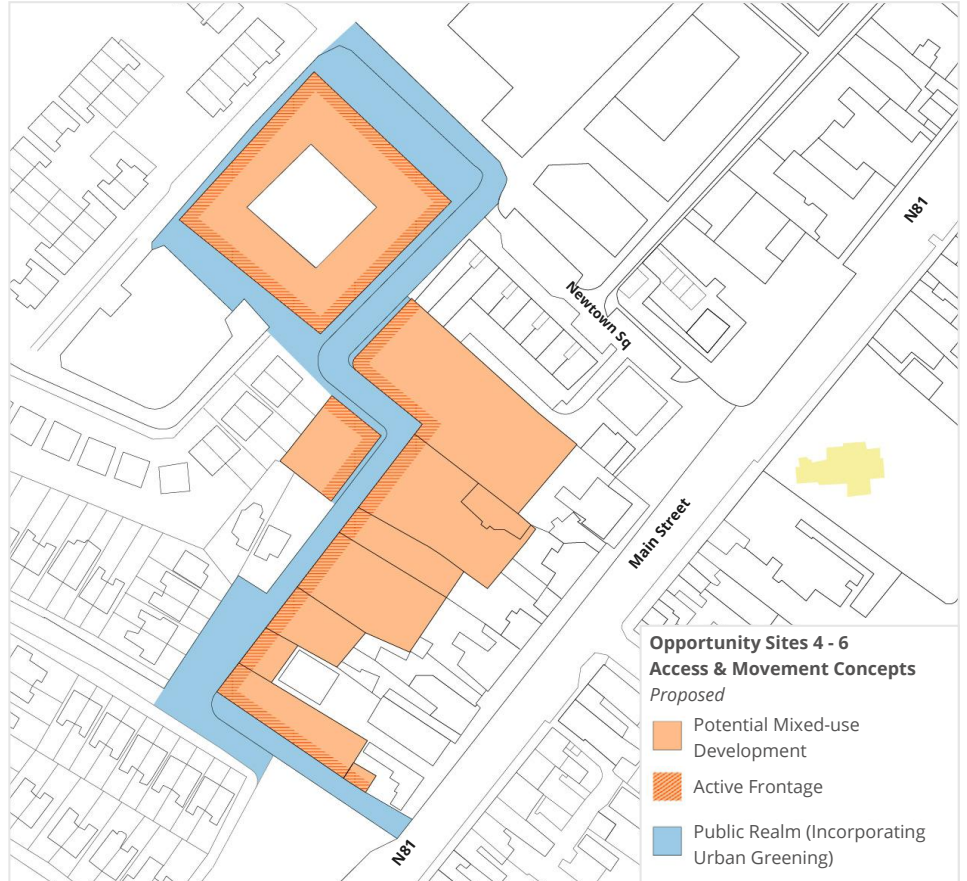 N81
Newtown Sq
Main Street
Opportunity Sites 4 - 6
Access & Movement Concepts
Proposed
Potential Mixed-use
Development
Active Frontage
Public Realm (Incorporating
Urban Greening)
N81